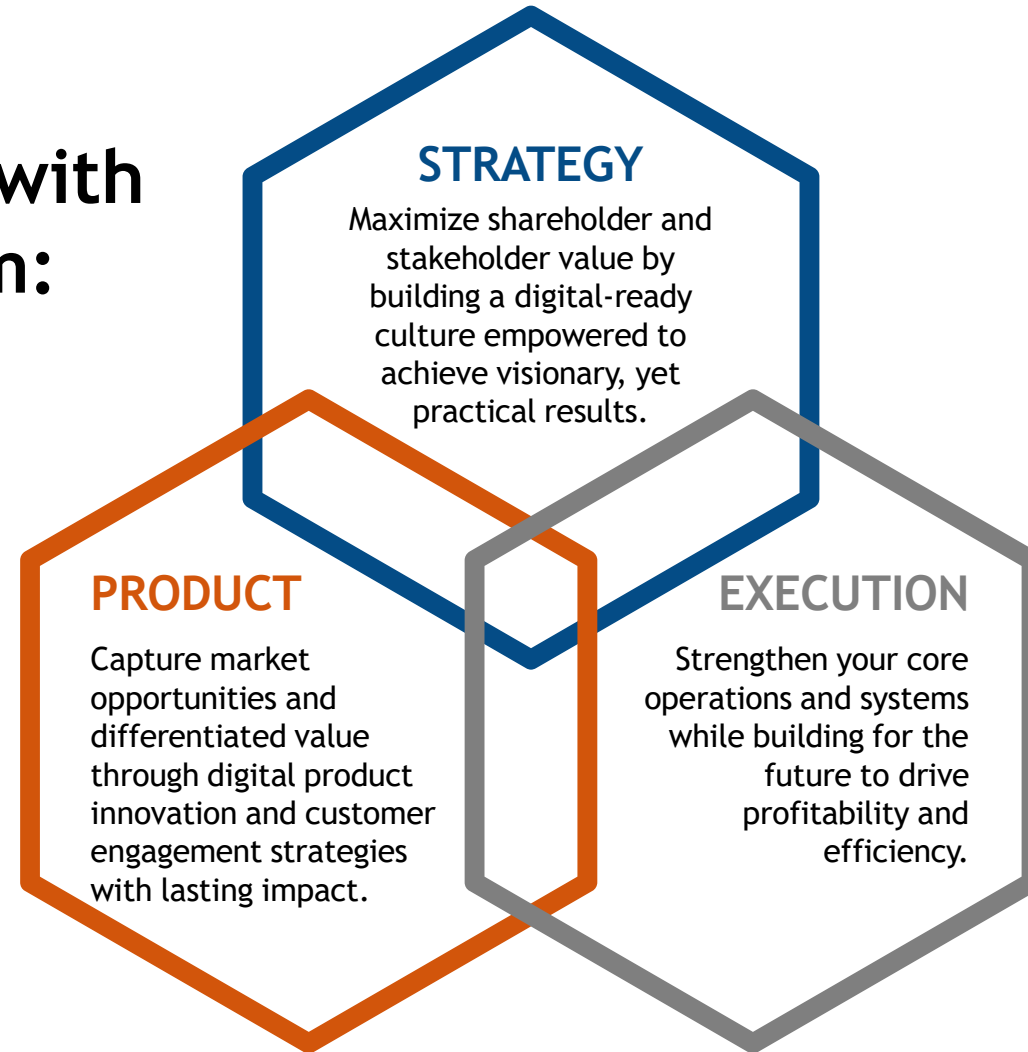 with
m:
STRATEGY
Maximize shareholder and
stakeholder value by
building a digital-ready
culture empowered to
achieve visionary, yet
practical results.
PRODUCT
Capture market
opportunities and
differentiated value
through digital product
innovation and customer
engagement strategies
with lasting impact.
EXECUTION
Strengthen your core
operations and systems
while building for the
future to drive
profitability and
efficiency.